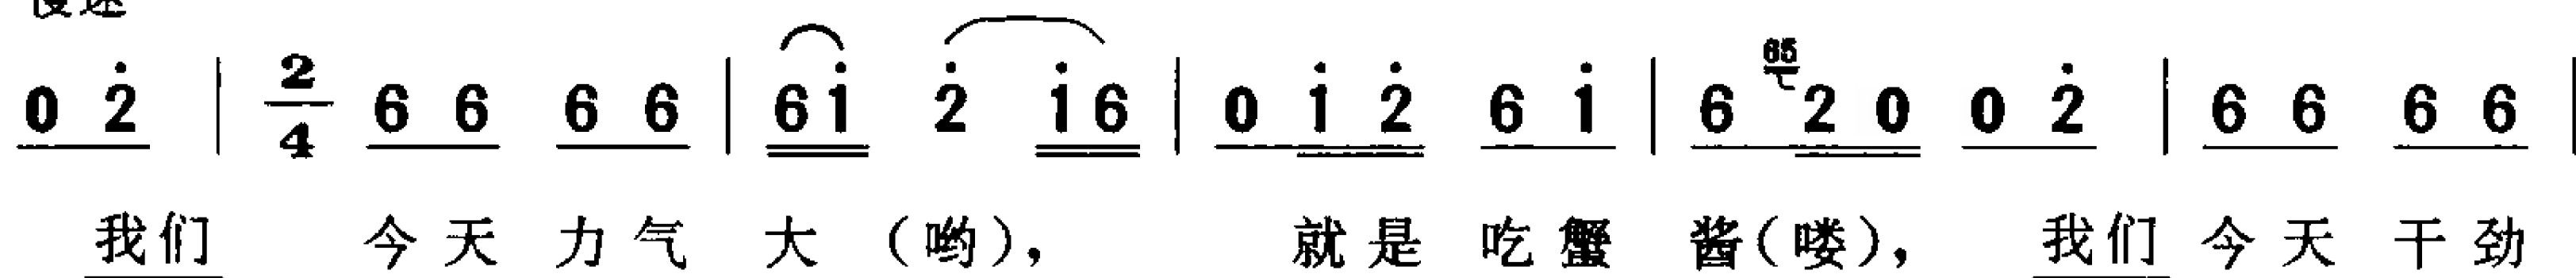 慢速
0 2̇ | 2/4 6 6 6 6 | 6 1̇ 2̇ 1̇ 6 | 0 1̇ 2̇ 6 1̇ | 6 65 2 0 0 2̇ | 6 6 6 6 |
我们 今天 力气 大（哟）， 就是 吃蟹 酱（喽）， 我们 今天 干劲